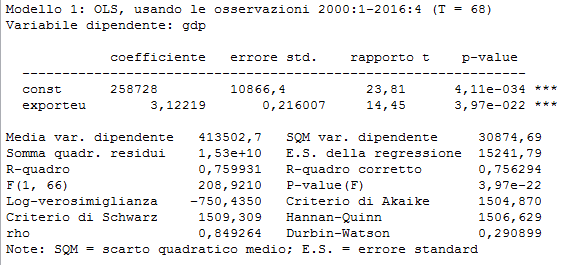 Modello 1: OLS, usando le osservazioni 2000:1-2016:4 (T = 68)
Variabile dipendente: gdp
coefficiente errore std. rapporto t p-value
----------------------------------------------------------------
const 258728 10866,4 23,81 4,11e-034 ***
exporteu 3,12219 0,216007 14,45 3,97e-022 ***
Media var. dipendente 413502,7 SQM var. dipendente 30874,69
Somma quadr. residui 1,53e+10 E.S. della regressione 15241,79
R-quadro 0,759931 R-quadro corretto 0,756294
F(1, 66) 208,9210 P-value(F) 3,97e-22
Log-verosimiglianza -750,4350 Criterio di Akaike 1504,870
Criterio di Schwarz 1509,309 Hannan-Quinn 1506,629
rho 0,849264 Durbin-Watson 0,290899
Note: SQM = scarto quadratico medio; E.S. = errore standard